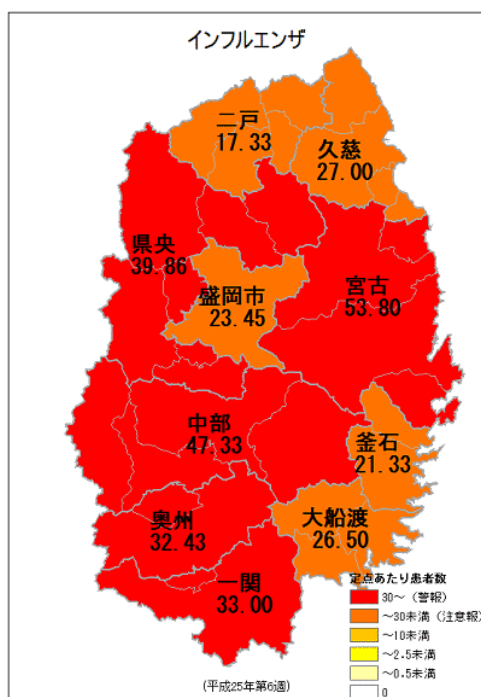 インフルエンザ
二戸
17.33
久慈
27.00
県央
39.86
盛岡市
23.45
宮古
53.80
中部
47.33
釜石
21.33
奥州
32.43
大船渡
26.50
一関
33.00
定点あたり患者数
30～（警報）
～30未満（注意報）
～10未満
～2.5未満
～0.5未満
0
(平成25年第6週)